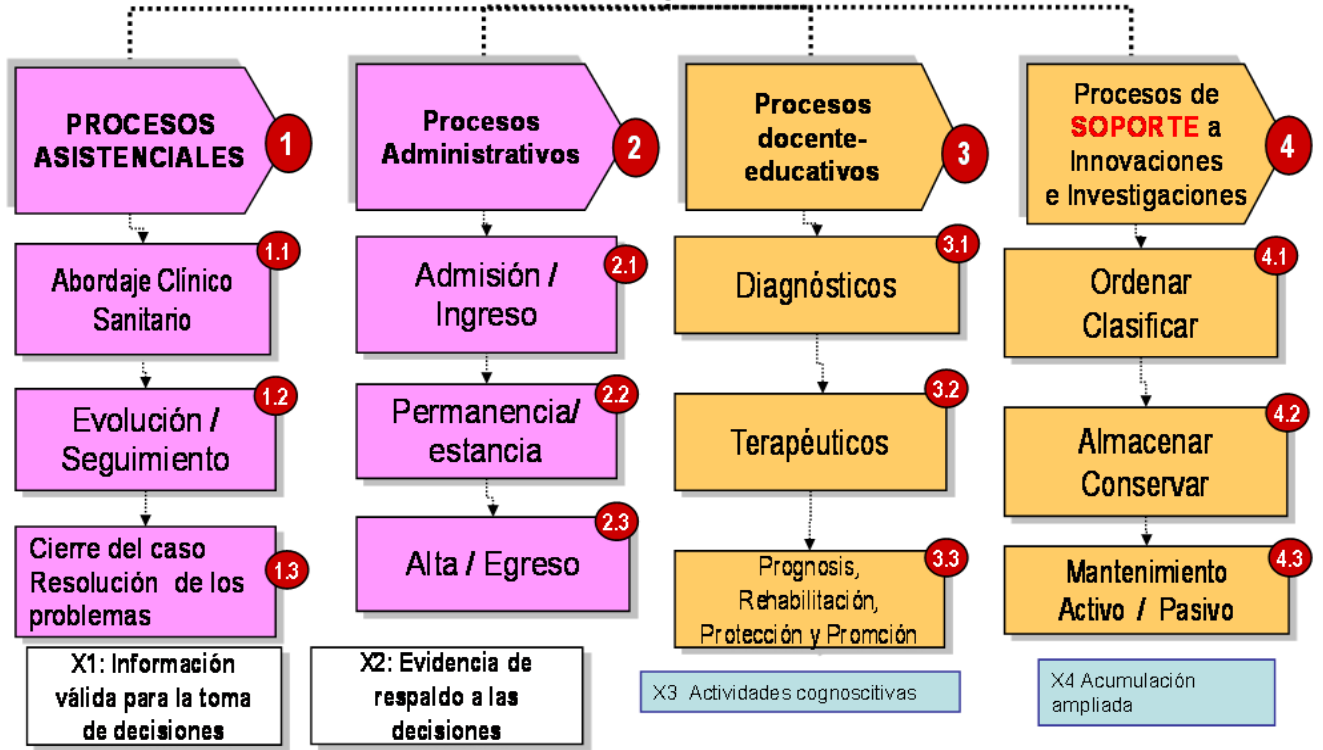 PROCESOS
ASISTENCIALES
1
1.1
Abordaje Clínico
Sanitario
1.2
Evolución /
Seguimiento
Cierre del caso
Resolución de los
problemas
1.3
X1: Información
válida para la toma
de decisiones
Procesos
Administrativos
2
2.1
Admisión /
Ingreso
2.2
Permanencia/
estancia
2.3
Alta / Egreso
X2: Evidencia de
respaldo a las
decisiones
Procesos
docente-
educativos
3
3.1
Diagnósticos
3.2
Terapéuticos
3.3
Prognosis,
Rehabilitación,
Protección y Promción
X3 Actividades cognoscitivas
Procesos de
SOPORTE a
Innovaciones
e Investigaciones
4
4.1
Ordenar
Clasificar
4.2
Almacenar
Conservar
4.3
Mantenimiento
Activo / Pasivo
X4 Acumulación
ampliada